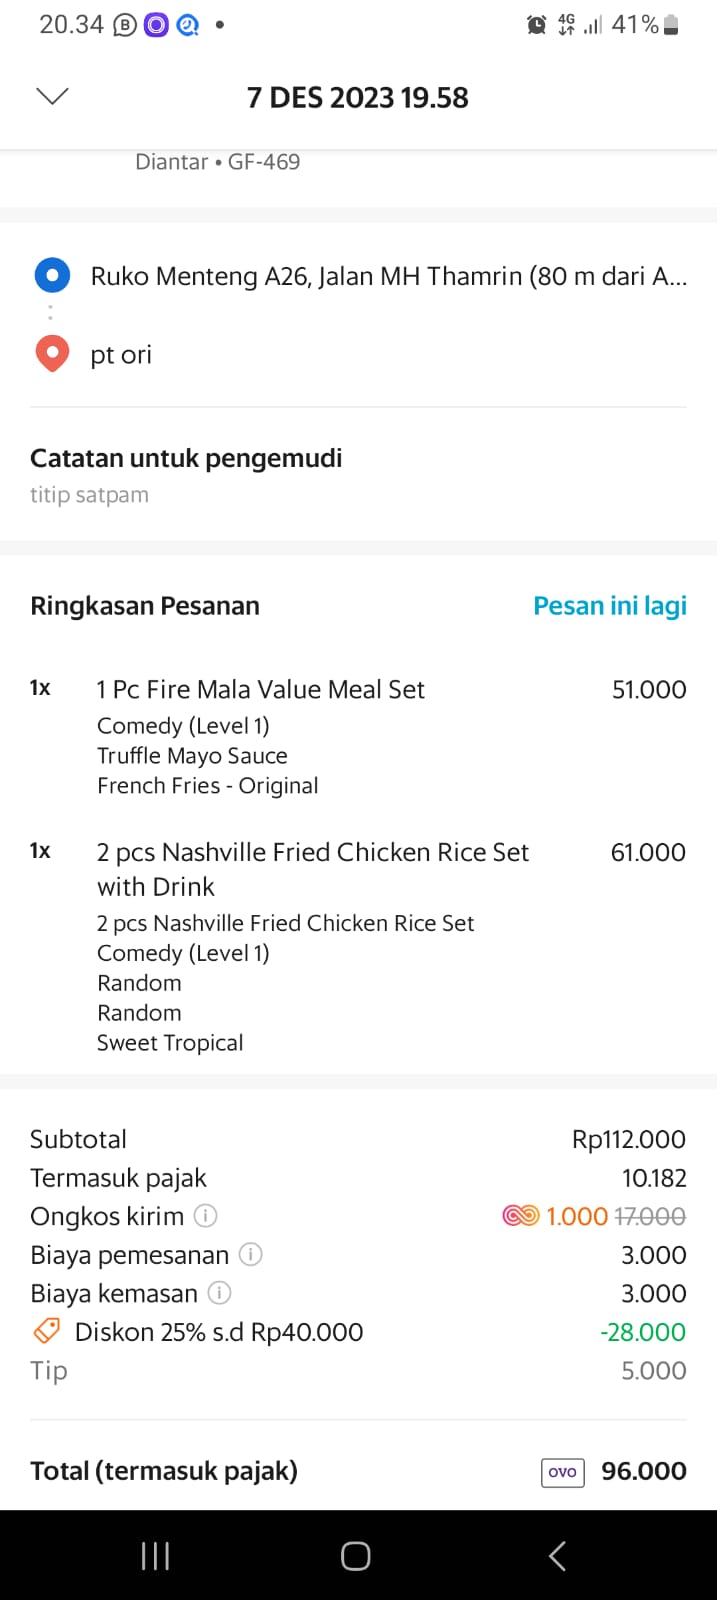 20.34
4G
41%
7 DES 2023 19.58
Diantar • GF-469
Ruko Menteng A26, Jalan MH Thamrin (80 m dari A...
pt ori
Catatan untuk pengemudi
titip satpam
Ringkasan Pesanan
Pesan ini lagi
1x 1 Pc Fire Mala Value Meal Set 51.000
Comedy (Level 1)
Truffle Mayo Sauce
French Fries - Original
1x 2 pcs Nashville Fried Chicken Rice Set 61.000
with Drink
2 pcs Nashville Fried Chicken Rice Set
Comedy (Level 1)
Random
Random
Sweet Tropical
Subtotal Rp112.000
Termasuk pajak 10.182
Ongkos kirim 1.000 17.000
Biaya pemesanan 3.000
Biaya kemasan 3.000
Diskon 25% s.d Rp40.000 -28.000
Tip 5.000
Total (termasuk pajak) OVO 96.000